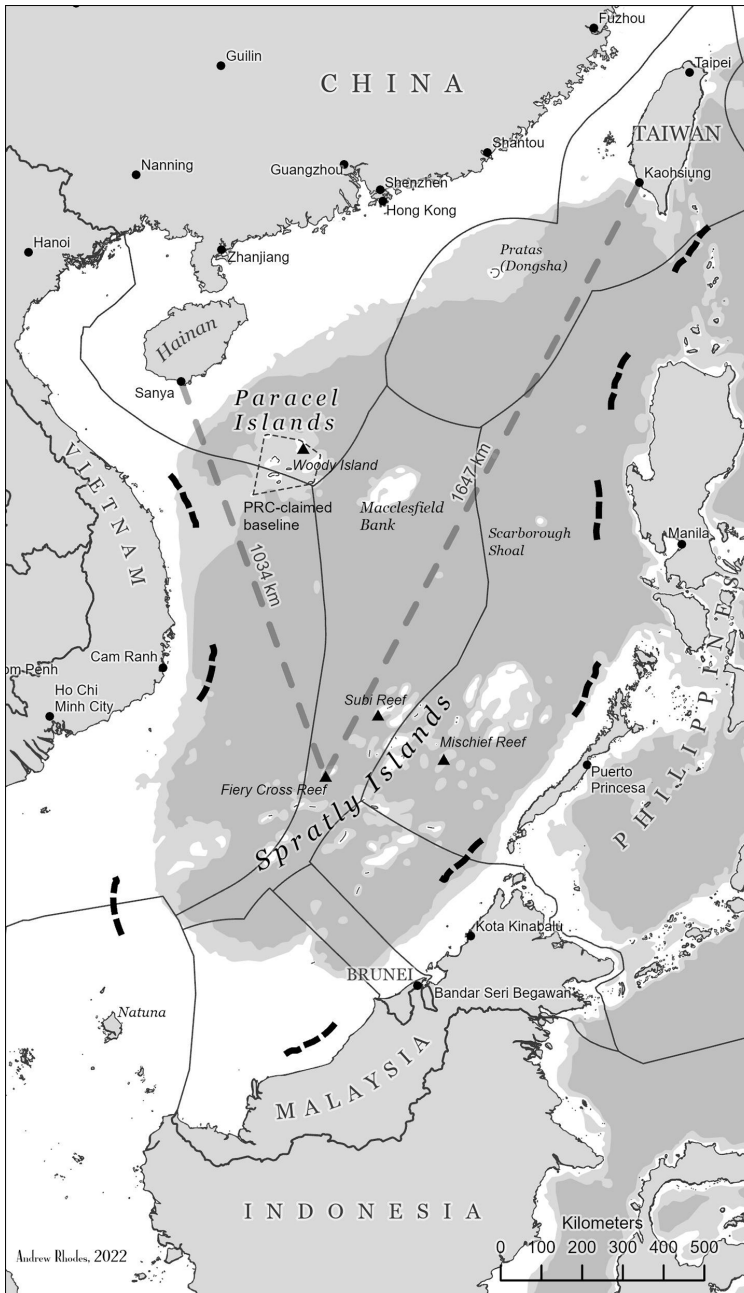 Fuzhou
Guilin
CHINA
Taipei
TAIWAN
Shantou
Nanning
Guangzhou
Shenzhen
Hong Kong
Kaohsiung
Hanoi
Zhanjiang
Pratas
(Dongsha)
Hainan
Sanya
Paracel
Islands
Woody Island
PRC-claimed
baseline
Macclesfield
Bank
1647 km
Scarborough
Shoal
VIETNAM
1034 km
Manila
Cam Ranh
om Penh
Ho Chi
Minh City
Subi Reef
Mischief Reef
Fiery Cross Reef
Spratly Islands
Puerto
Princesa
PHILIPPINES
Kota Kinabalu
BRUNEI
Bandar Seri Begawan
Natuna
MALAYSIA
INDONESIA
Kilometers
0 100 200 300 400 500
Andrew Rhodes, 2022